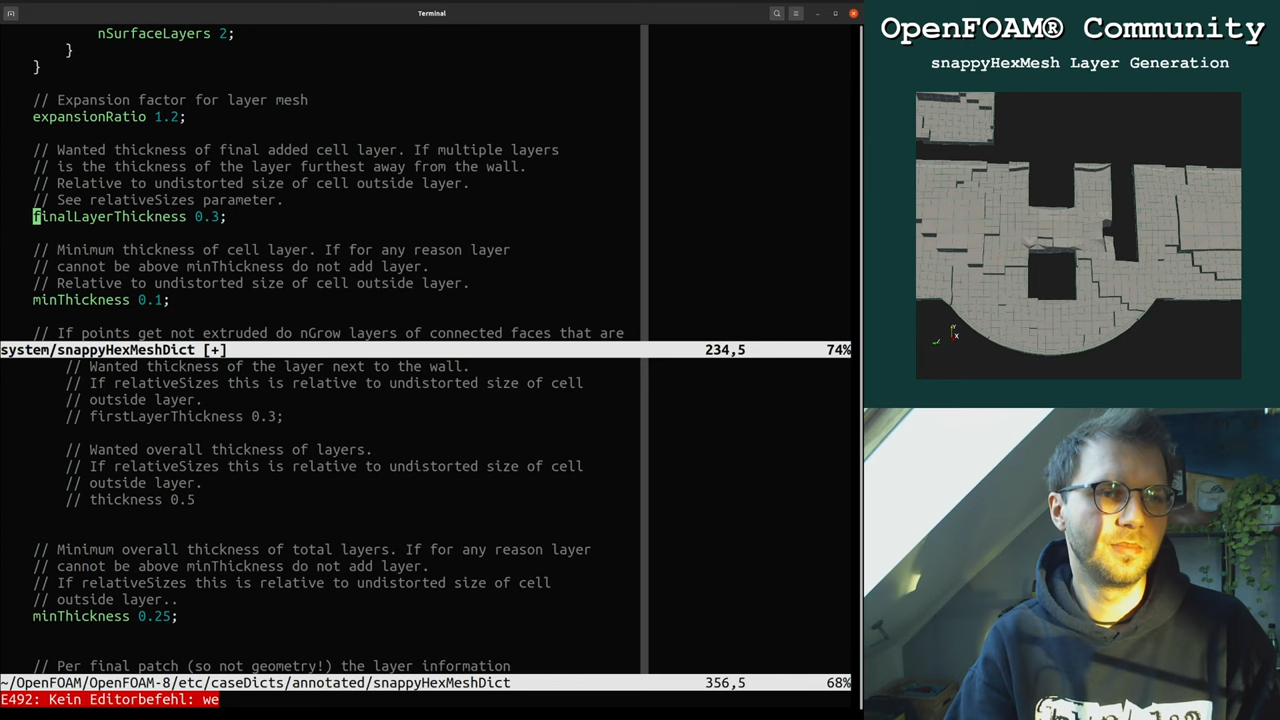 Terminal
nSurfaceLayers 2;
}
}
// Expansion factor for layer mesh
expansionRatio 1.2;
// Wanted thickness of final added cell layer. If multiple layers
// is the thickness of the layer furthest away from the wall.
// Relative to undistorted size of cell outside layer.
// See relativeSizes parameter.
finalLayerThickness 0.3;
// Minimum thickness of cell layer. If for any reason layer
// cannot be above minThickness do not add layer.
// Relative to undistorted size of cell outside layer.
minThickness 0.1;
// If points get not extruded do nGrow layers of connected faces that are
system/snappyHexMeshDict [+] 234,5 74%
// Wanted thickness of the layer next to the wall.
// If relativeSizes this is relative to undistorted size of cell
// outside layer.
// firstLayerThickness 0.3;
// Wanted overall thickness of layers.
// If relativeSizes this is relative to undistorted size of cell
// outside layer.
// thickness 0.5
// Minimum overall thickness of total layers. If for any reason layer
// cannot be above minThickness do not add layer.
// If relativeSizes this is relative to undistorted size of cell
// outside layer..
minThickness 0.25;
// Per final patch (so not geometry!) the layer information
~/OpenFOAM/OpenFOAM-8/etc/caseDicts/annotated/snappyHexMeshDict 356,5 68%
E492: Kein Editorbefehl: we
OpenFOAM® Community
snappyHexMesh Layer Generation
Y
X